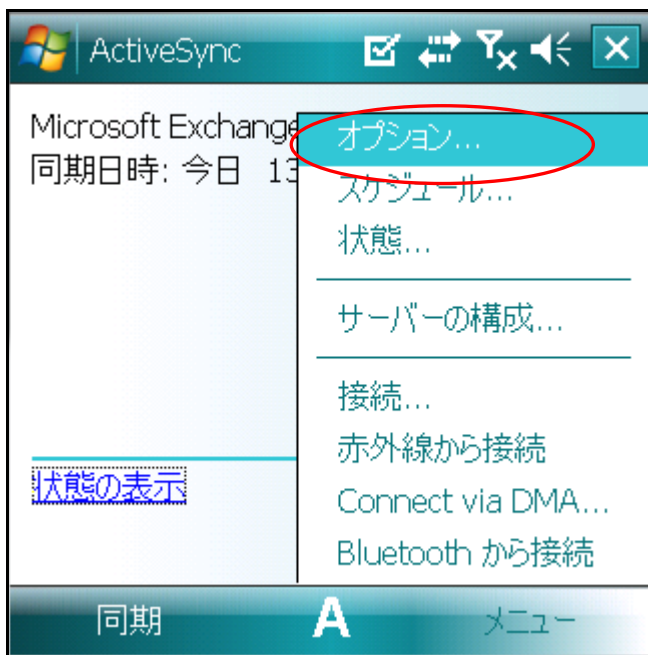 ActiveSync
Microsoft Exchange
同期日時: 今日 13
オプション...
スケジュール...
状態...
サーバーの構成...
接続...
赤外線から接続
Connect via DMA...
Bluetooth から接続
状態の表示
同期 A メニュー